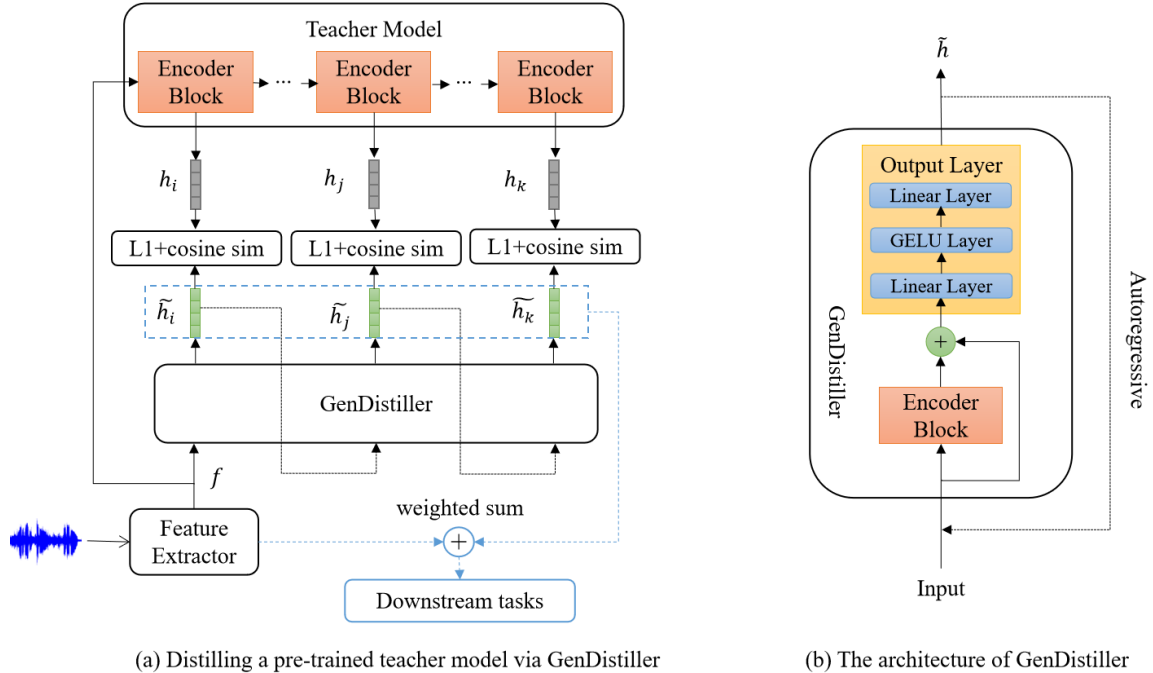 Teacher Model
Encoder
Block
...
Encoder
Block
...
Encoder
Block
h_i
h_j
h_k
L1+cosine sim
L1+cosine sim
L1+cosine sim
h̃_i
h̃_j
h̃_k
GenDistiller
f
Feature
Extractor
weighted sum
+
Downstream tasks
(a) Distilling a pre-trained teacher model via GenDistiller
h̃
Output Layer
Linear Layer
GELU Layer
Linear Layer
+
Encoder
Block
GenDistiller
Autoregressive
Input
(b) The architecture of GenDistiller